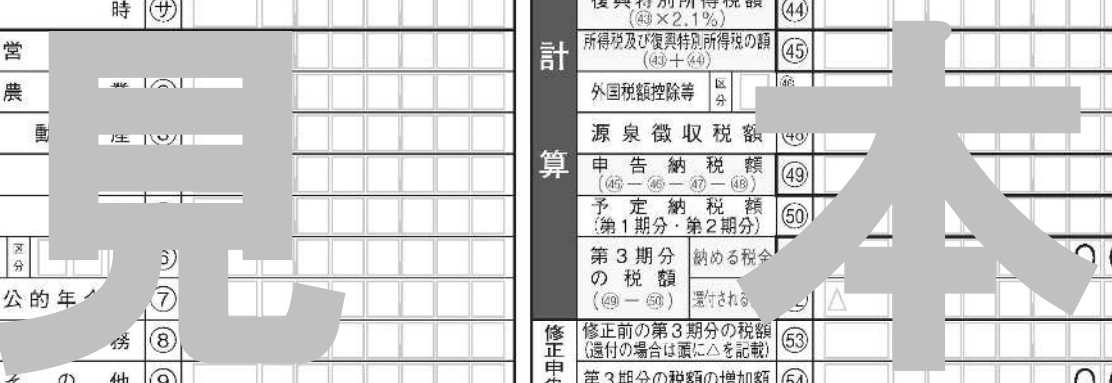 時 サ
営
農
動 産
区分 6
公的年 7
務 8
その他 9
見本
計算
復興特別所得税額 44
(43×2.1%)
所得税及び復興特別所得税の額 45
(43+44)
外国税額控除等 区分
源泉徴収税額 48
申告納税額 49
(45-46-47-48)
予定納税額 50
(第1期分・第2期分)
第3期分の税額
(49-50)
納める税金
還付される
△
修正申
修正前の第3期分の税額 53
(還付の場合は頭に△を記載)
第3期分の税額の増加額 54